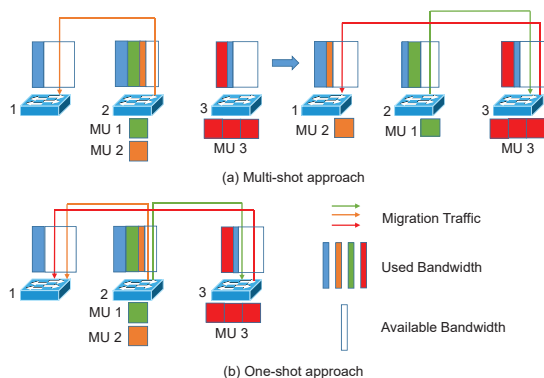 1 2 3 1 2 3
MU 1 MU 3 MU 2 MU 1 MU 3
MU 2
(a) Multi-shot approach
Migration Traffic
1 2 3
Used Bandwidth
MU 1 MU 3
MU 2
Available Bandwidth
(b) One-shot approach